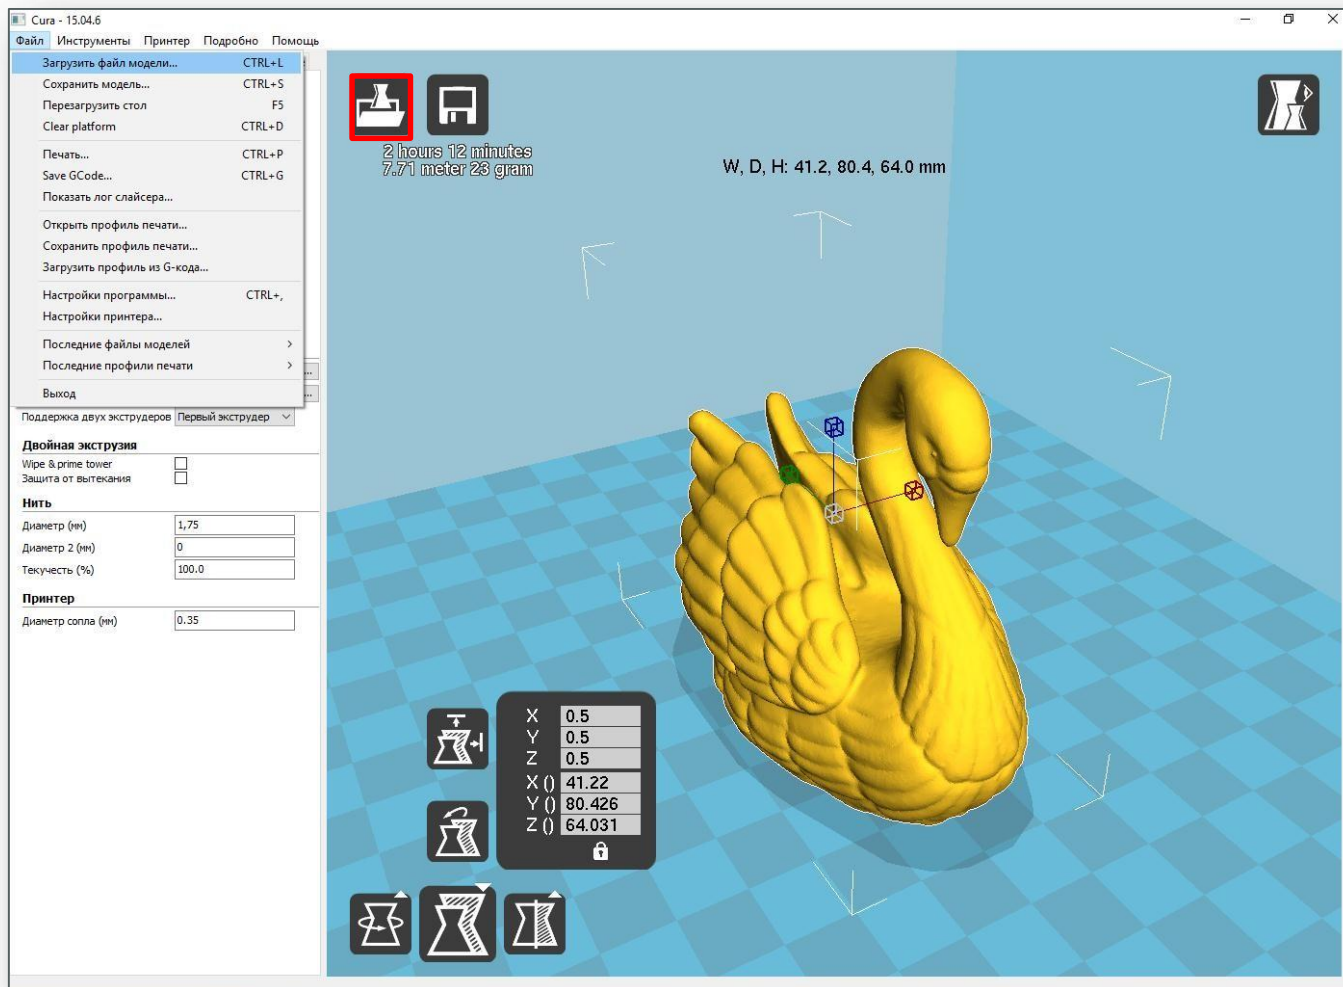 Cura - 15.04.6
Файл Инструменты Принтер Подробно Помощь
Загрузить файл модели... CTRL+L
Сохранить модель... CTRL+S
Перезагрузить стол F5
Clear platform CTRL+D
Печать... CTRL+P
Save GCode... CTRL+G
Показать лог слайсера...
Открыть профиль печати...
Сохранить профиль печати...
Загрузить профиль из G-кода...
Настройки программы... CTRL+,
Настройки принтера...
Последние файлы моделей >
Последние профили печати >
Выход
...
...
Поддержка двух экструдеров Первый экструдер
Двойная экструзия
Wipe & prime tower
Защита от вытекания
Нить
Диаметр (мм) 1,75
Диаметр 2 (мм) 0
Текучесть (%) 100.0
Принтер
Диаметр сопла (мм) 0.35
2 hours 12 minutes
7.71 meter 23 gram
W, D, H: 41.2, 80.4, 64.0 mm
X 0.5
Y 0.5
Z 0.5
X () 41.22
Y () 80.426
Z () 64.031